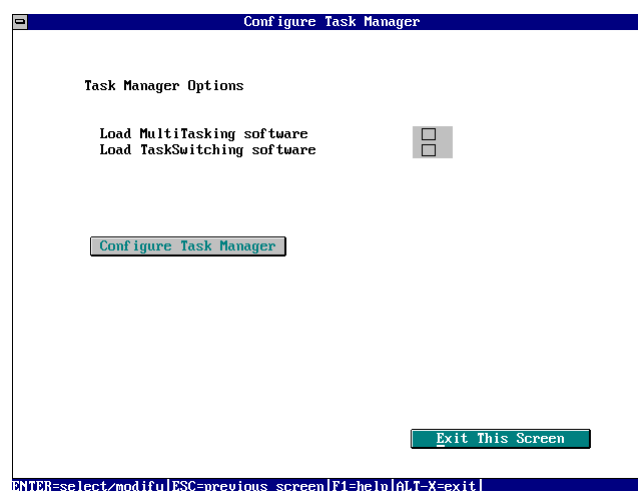 Configure Task Manager
Task Manager Options
Load MultiTasking software
Load TaskSwitching software
Configure Task Manager
Exit This Screen
ENTER=select/modify|ESC=previous screen|F1=help|ALT-X=exit|